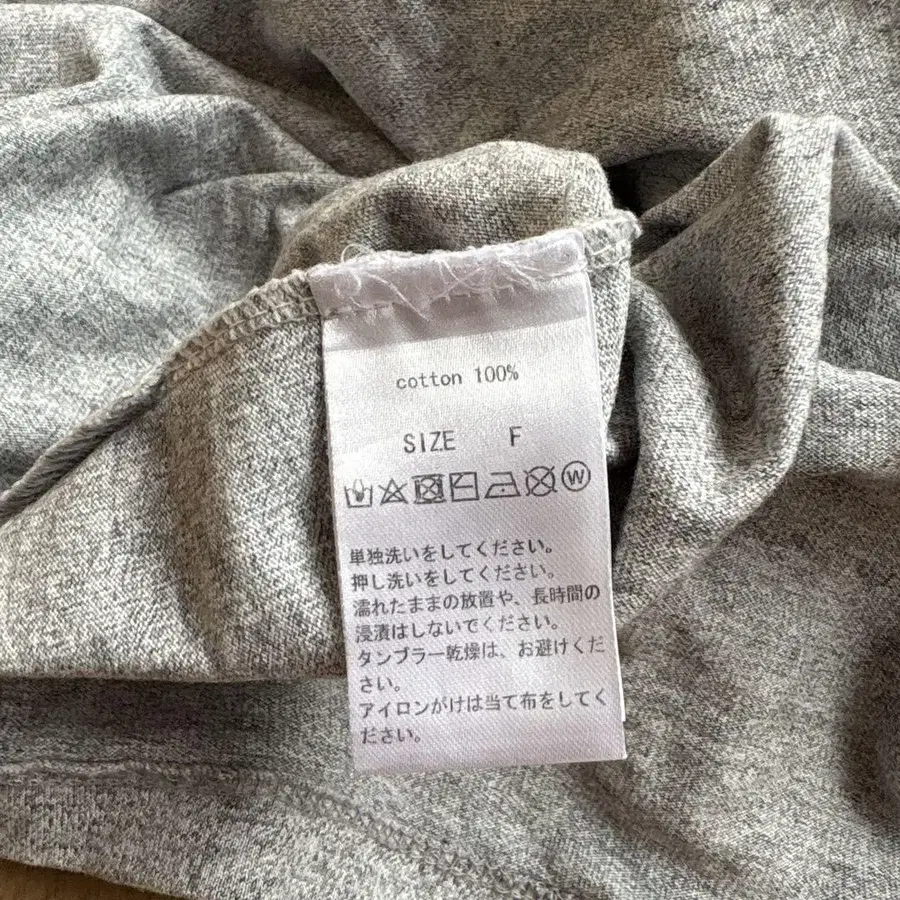 cotton 100%
SIZE F
W
単独洗いをしてください。
押し洗いをしてください。
濡れたままの放置や、長時間の
浸漬はしないでください。
タンブラー乾燥は、お避けくだ
さい。
アイロンがけは当て布をしてく
ださい。